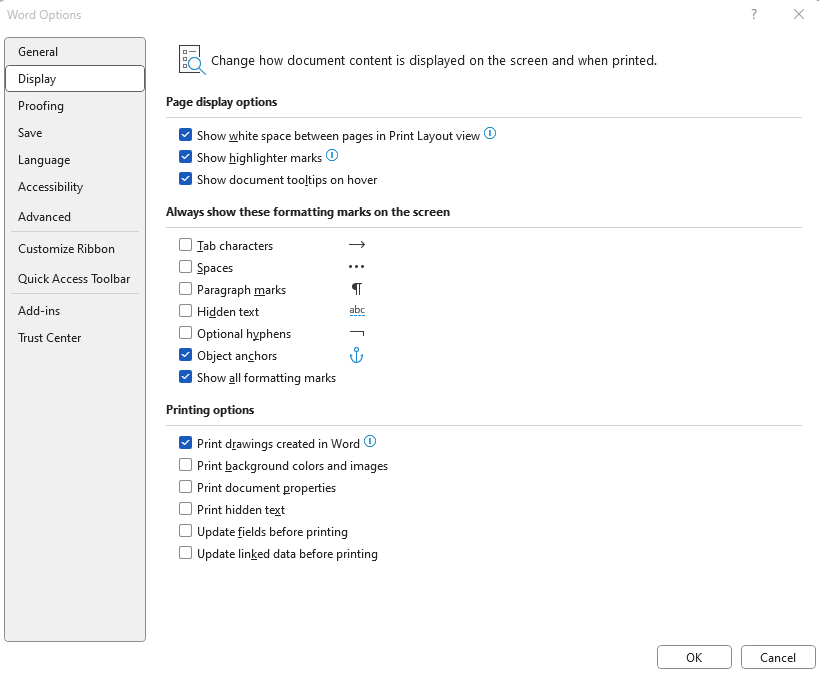 Word Options
?
General
Display
Proofing
Save
Language
Accessibility
Advanced
Customize Ribbon
Quick Access Toolbar
Add-ins
Trust Center
Change how document content is displayed on the screen and when printed.
Page display options
Show white space between pages in Print Layout view
Show highlighter marks
Show document tooltips on hover
Always show these formatting marks on the screen
Tab characters →
Spaces •••
Paragraph marks ¶
Hidden text abc
Optional hyphens ¬
Object anchors
Show all formatting marks
Printing options
Print drawings created in Word
Print background colors and images
Print document properties
Print hidden text
Update fields before printing
Update linked data before printing
OK Cancel